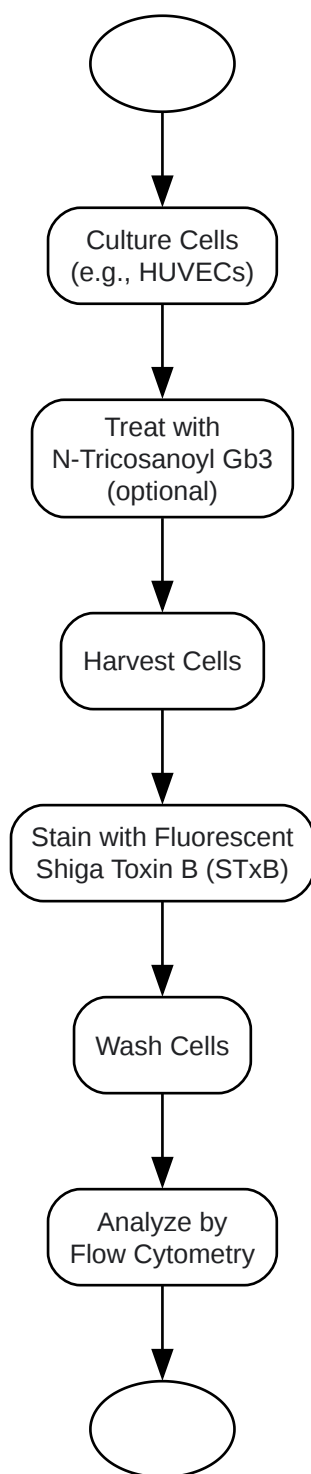 Culture Cells
(e.g., HUVECs)
Treat with
N-Tricosanoyl Gb3
(optional)
Harvest Cells
Stain with Fluorescent
Shiga Toxin B (STxB)
Wash Cells
Analyze by
Flow Cytometry